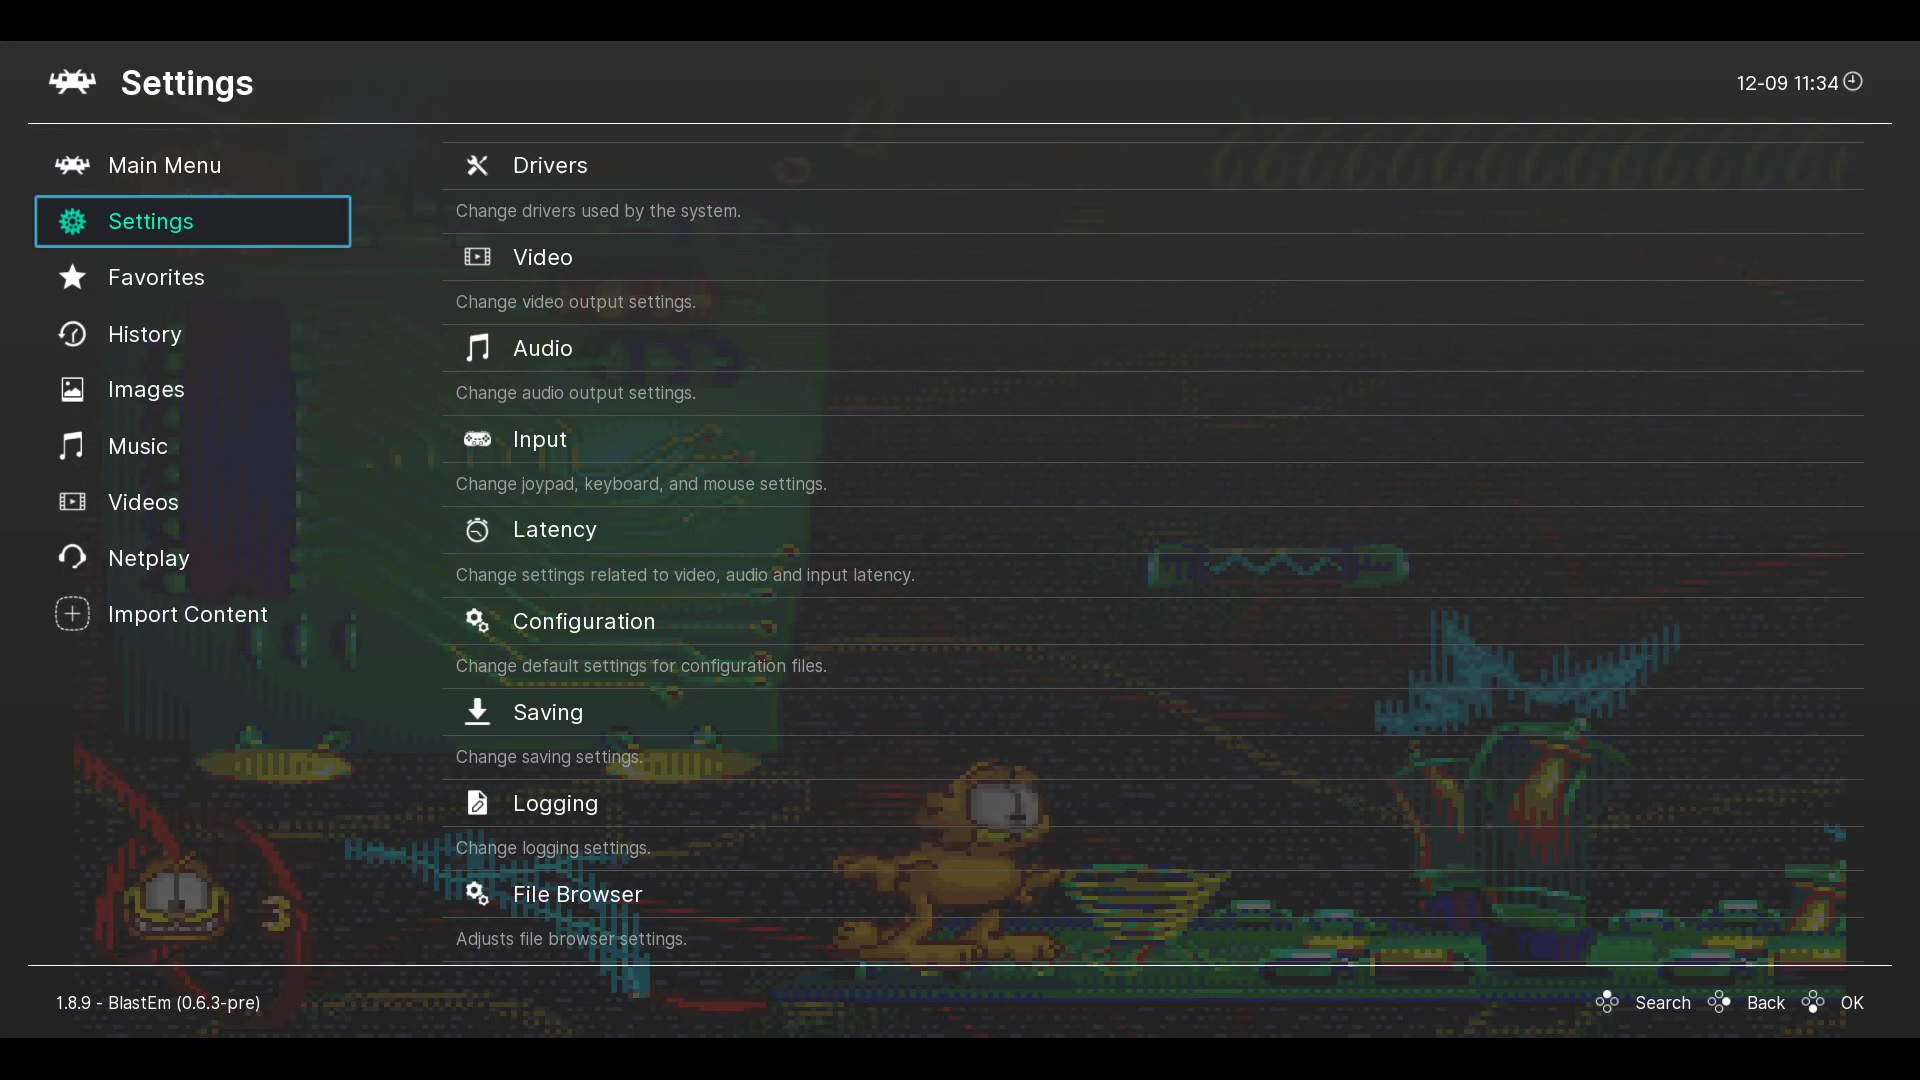 Settings
12-09 11:34
Main Menu
Settings
Favorites
History
Images
Music
Videos
Netplay
Import Content
Drivers
Change drivers used by the system.
Video
Change video output settings.
Audio
Change audio output settings.
Input
Change joypad, keyboard, and mouse settings.
Latency
Change settings related to video, audio and input latency.
Configuration
Change default settings for configuration files.
Saving
Change saving settings.
Logging
Change logging settings.
File Browser
Adjusts file browser settings.
3
1.8.9 - BlastEm (0.6.3-pre)
Search Back OK